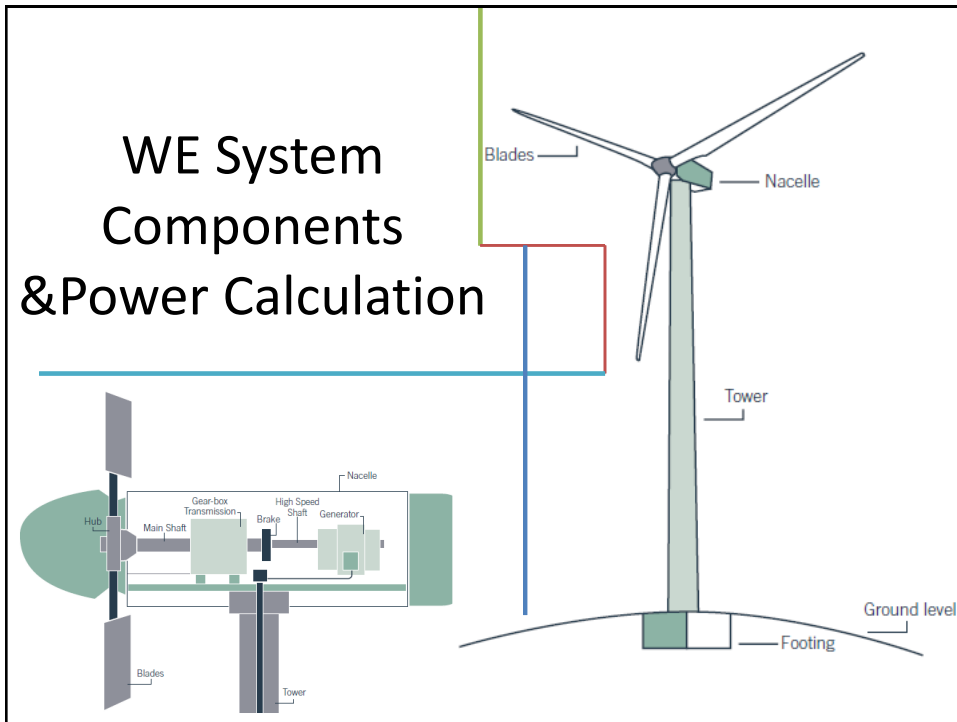 WE System
Components
&Power Calculation
Blades
Nacelle
Tower
Ground level
Footing
Nacelle
Gear-box
Transmission
High Speed
Shaft
Hub
Main Shaft
Brake
Generator
Blades
Tower